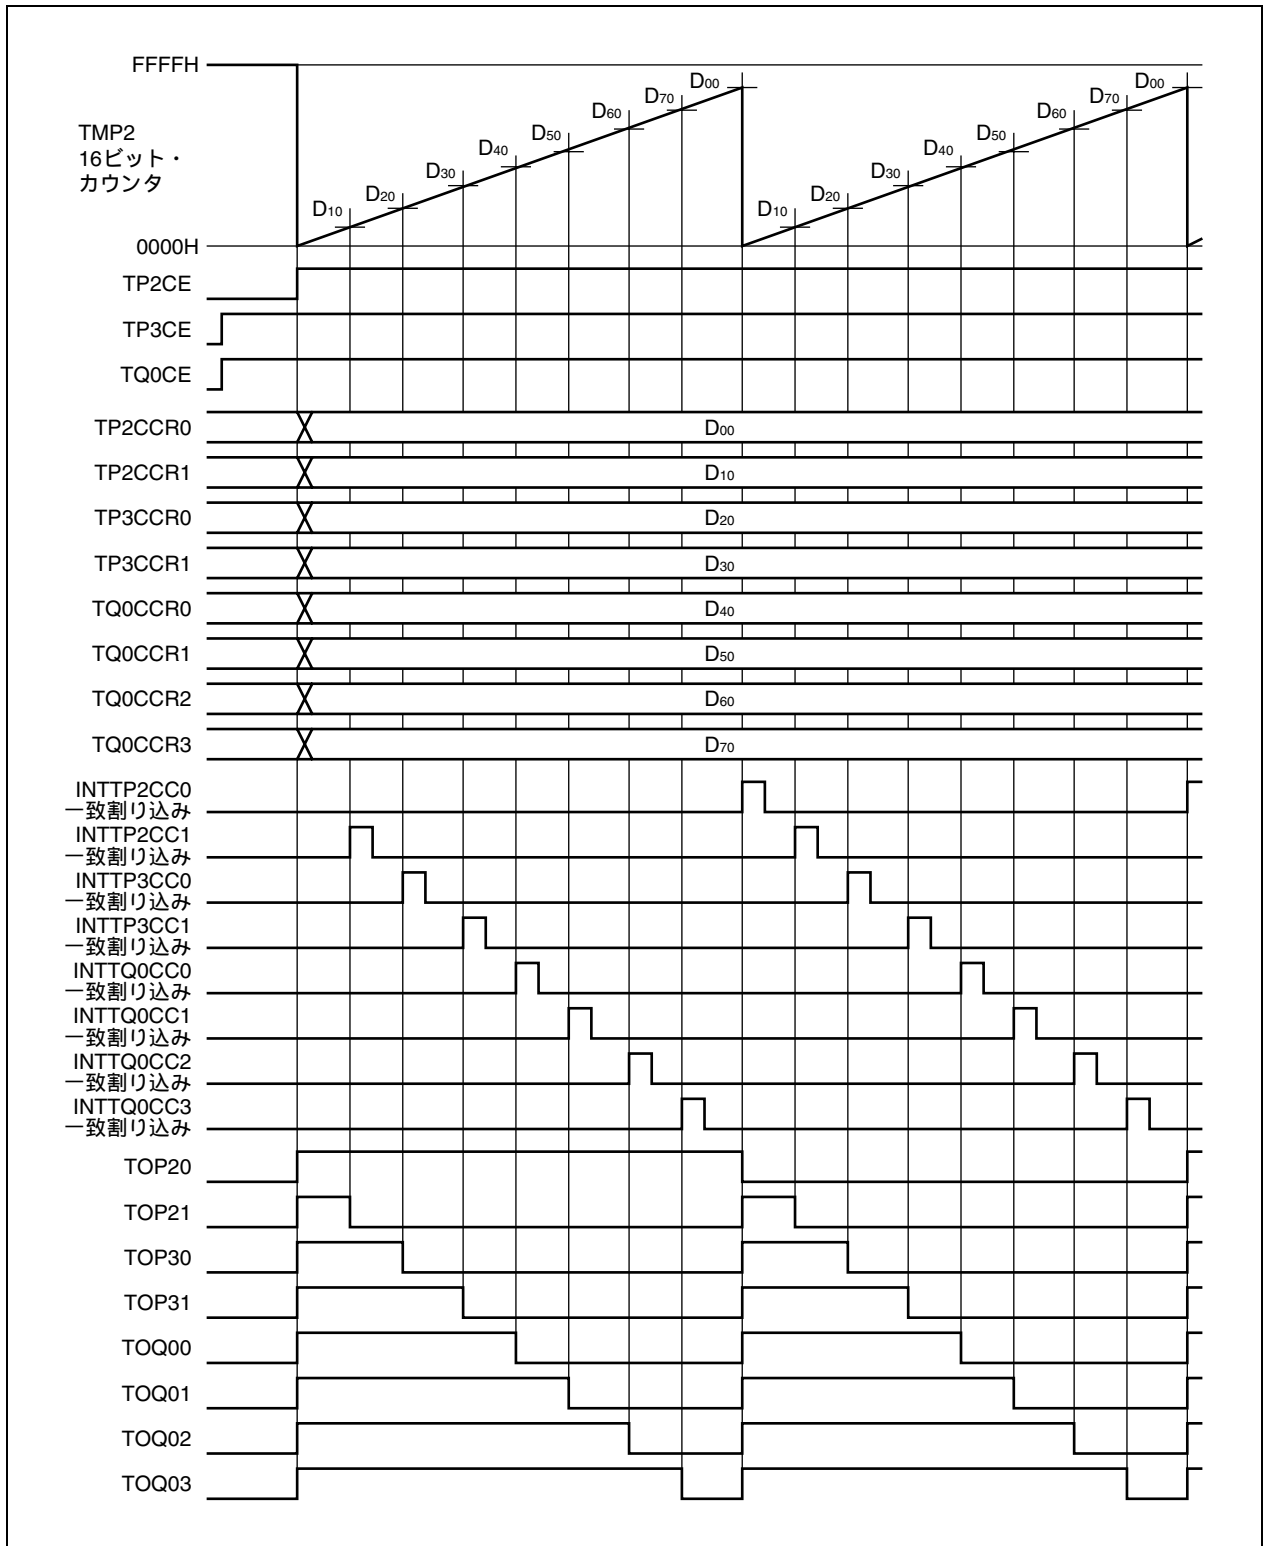 FFFFH
TMP2
16ビット・
カウンタ
0000H
D10
D20
D30
D40
D50
D60
D70
D00
D10
D20
D30
D40
D50
D60
D70
D00
TP2CE
TP3CE
TQ0CE
TP2CCR0
D00
TP2CCR1
D10
TP3CCR0
D20
TP3CCR1
D30
TQ0CCR0
D40
TQ0CCR1
D50
TQ0CCR2
D60
TQ0CCR3
D70
INTTP2CC0
一致割り込み
INTTP2CC1
一致割り込み
INTTP3CC0
一致割り込み
INTTP3CC1
一致割り込み
INTTQ0CC0
一致割り込み
INTTQ0CC1
一致割り込み
INTTQ0CC2
一致割り込み
INTTQ0CC3
一致割り込み
TOP20
TOP21
TOP30
TOP31
TOQ00
TOQ01
TOQ02
TOQ03